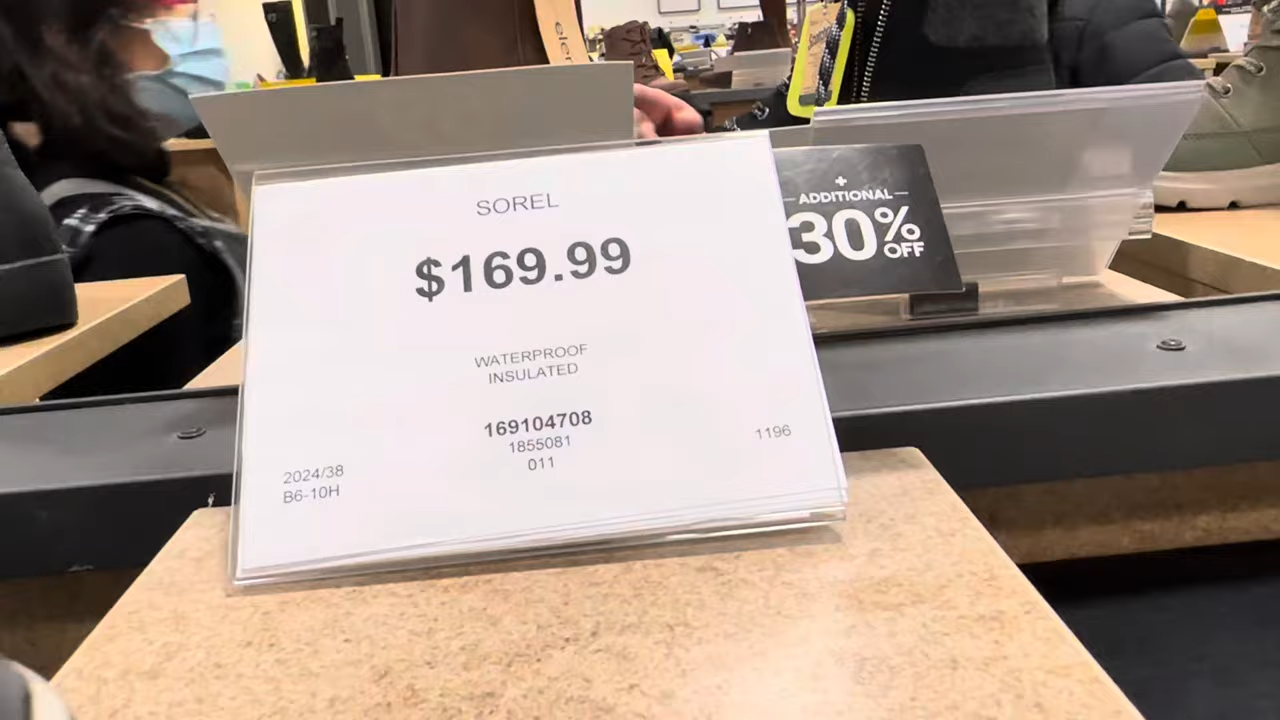 SOREL
$169.99
WATERPROOF
INSULATED
169104708
1855081
011
1196
2024/38
B6-10H
+
ADDITIONAL
30%
OFF